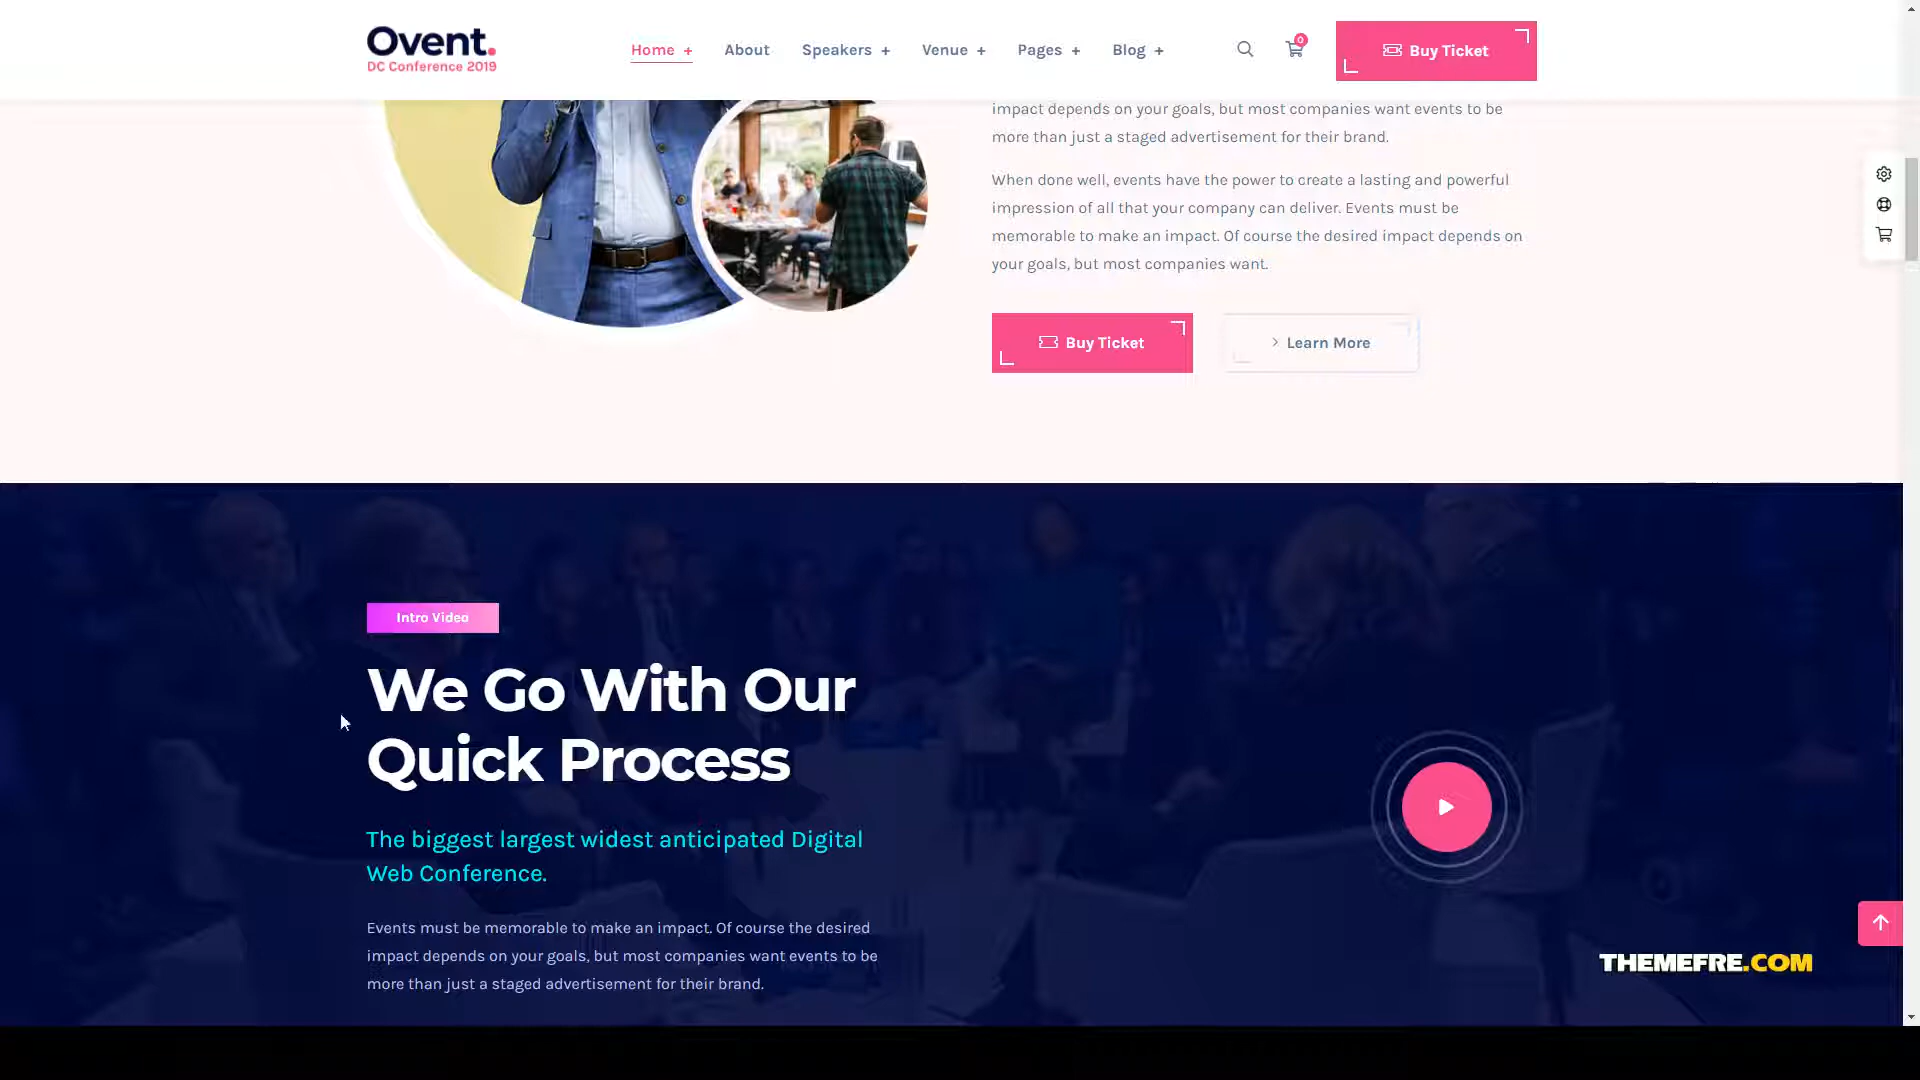 Ovent.
DC Conference 2019
Home +
About
Speakers +
Venue +
Pages +
Blog +
0
Buy Ticket
impact depends on your goals, but most companies want events to be
more than just a staged advertisement for their brand.
When done well, events have the power to create a lasting and powerful
impression of all that your company can deliver. Events must be
memorable to make an impact. Of course the desired impact depends on
your goals, but most companies want.
Buy Ticket
Learn More
Intro Video
We Go With Our
Quick Process
The biggest largest widest anticipated Digital
Web Conference.
Events must be memorable to make an impact. Of course the desired
impact depends on your goals, but most companies want events to be
more than just a staged advertisement for their brand.
THEMEFRE.COM